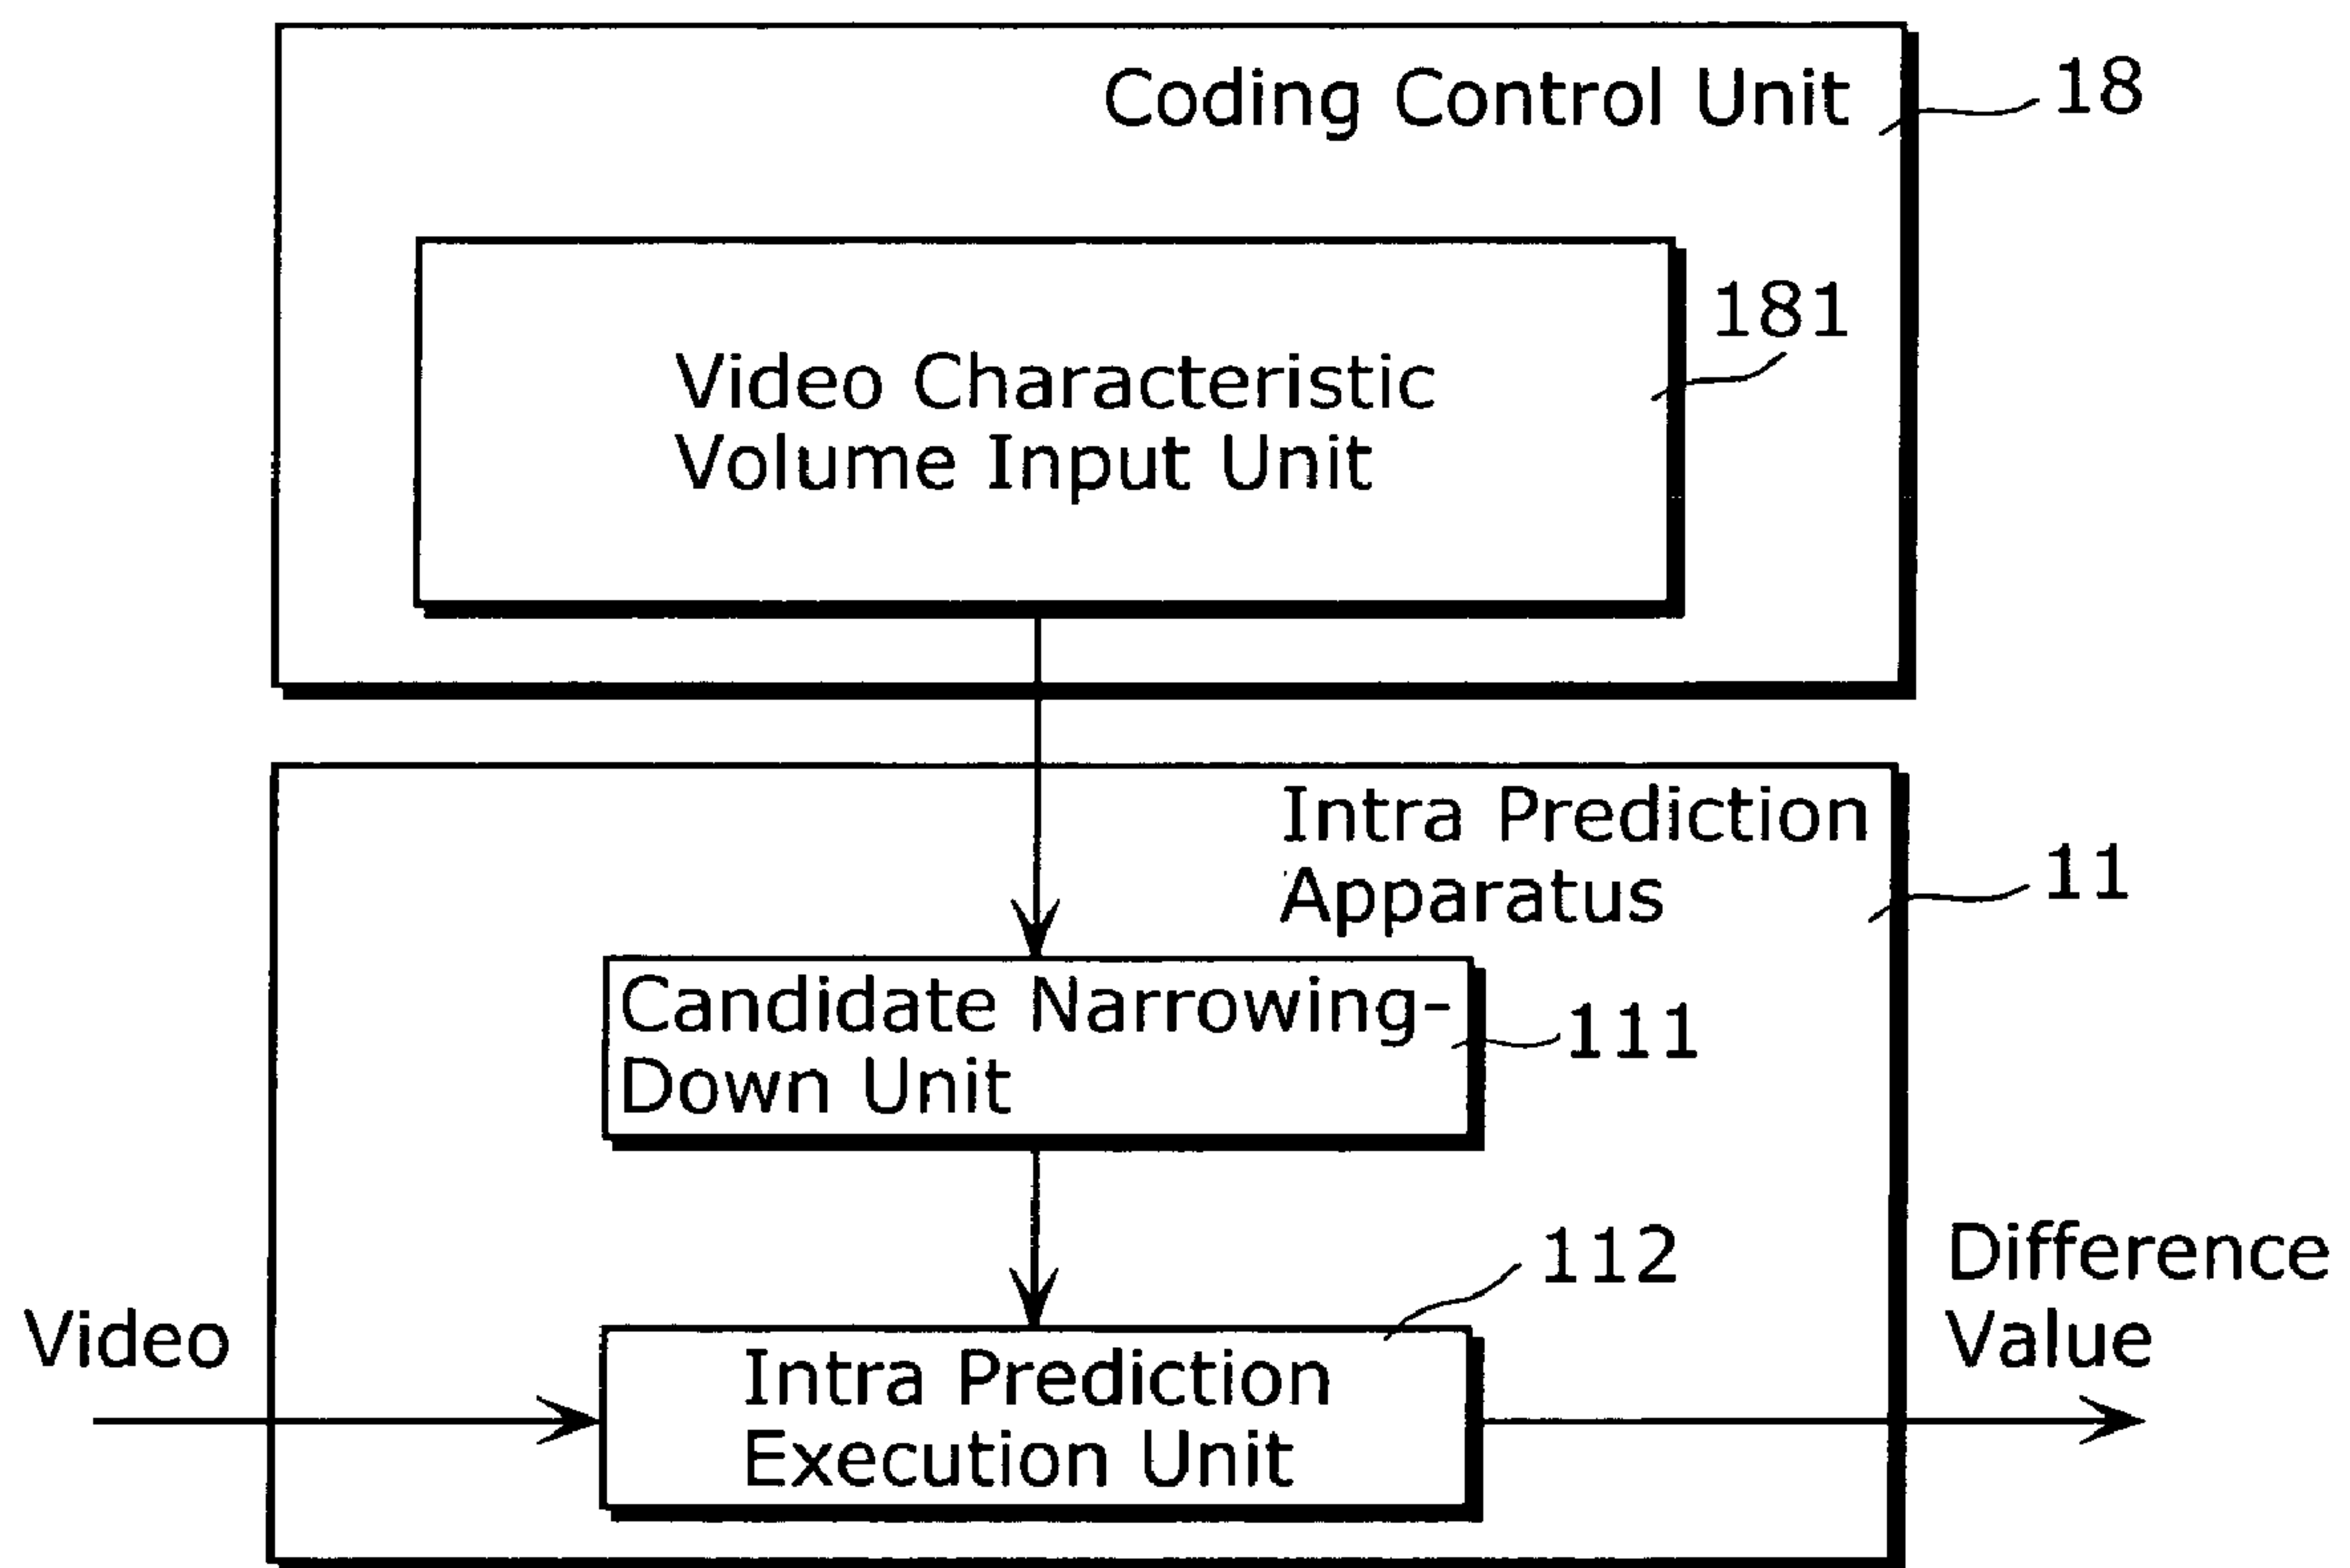 Coding Control Unit
18
181
Video Characteristic
Volume Input Unit
Intra Prediction
Apparatus
11
Candidate Narrowing-
Down Unit
111
112
Difference
Value
Video
Intra Prediction
Execution Unit